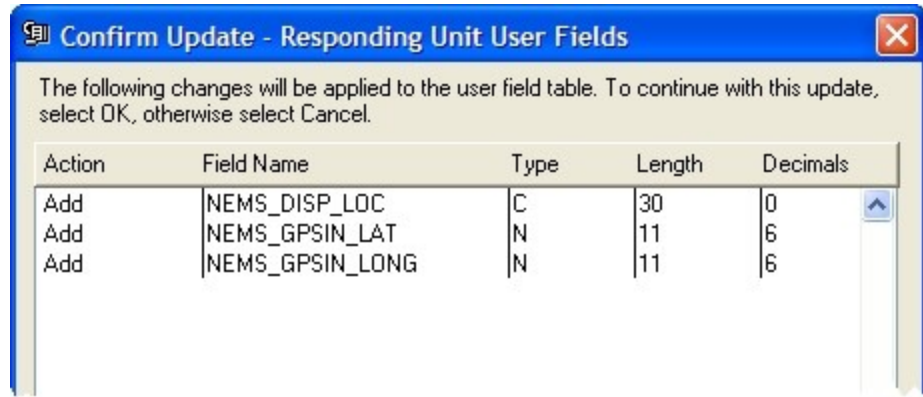 Confirm Update - Responding Unit User Fields
The following changes will be applied to the user field table. To continue with this update,
select OK, otherwise select Cancel.
Action Field Name Type Length Decimals
Add NEMS_DISP_LOC C 30 0
Add NEMS_GPSIN_LAT N 11 6
Add NEMS_GPSIN_LONG N 11 6